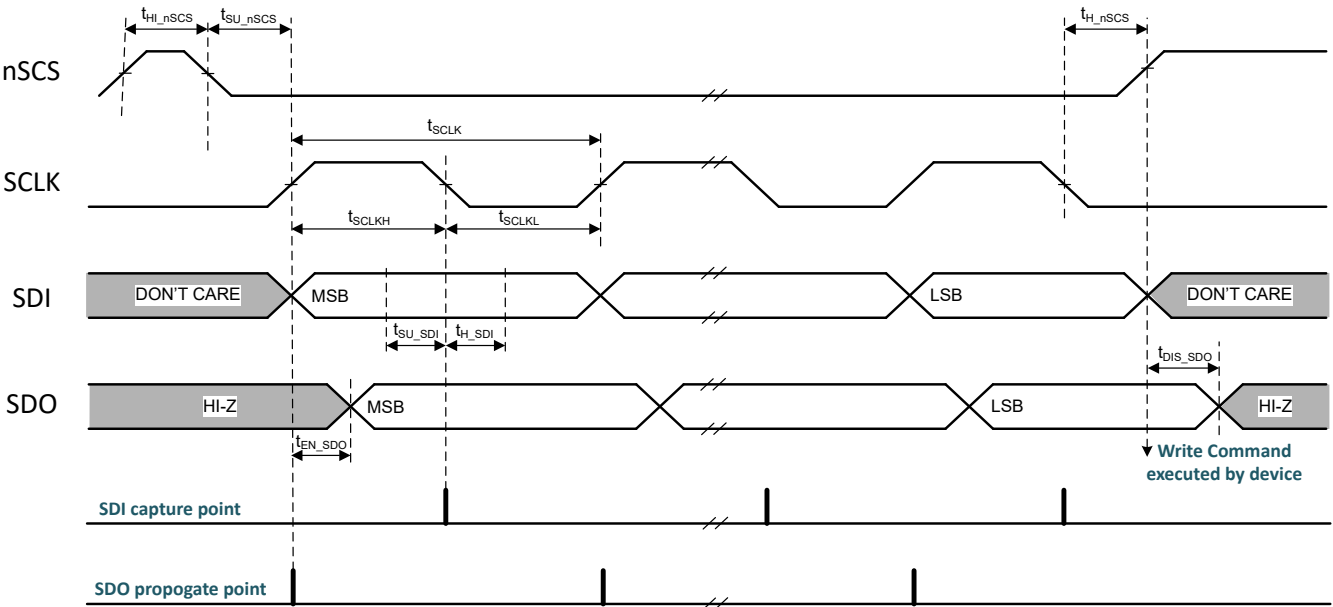 tHI_nSCS
tSU_nSCS
tH_nSCS
nSCS
tSCLK
SCLK
tSCLKH
tSCLKL
SDI
DON'T CARE
MSB
LSB
DON'T CARE
tSU_SDI
tH_SDI
tDIS_SDO
SDO
HI-Z
MSB
LSB
HI-Z
tEN_SDO
Write Command
executed by device
SDI capture point
SDO propogate point